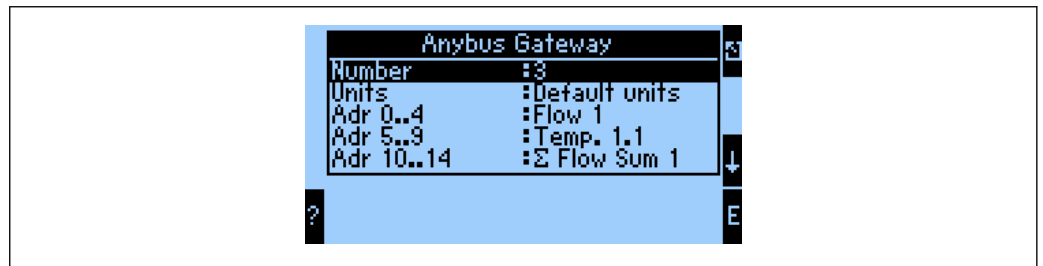 Anybus Gateway
Number :3
Units :Default units
Adr 0..4 :Flow 1
Adr 5..9 :Temp. 1.1
Adr 10..14 :Σ Flow Sum 1
↓
? E